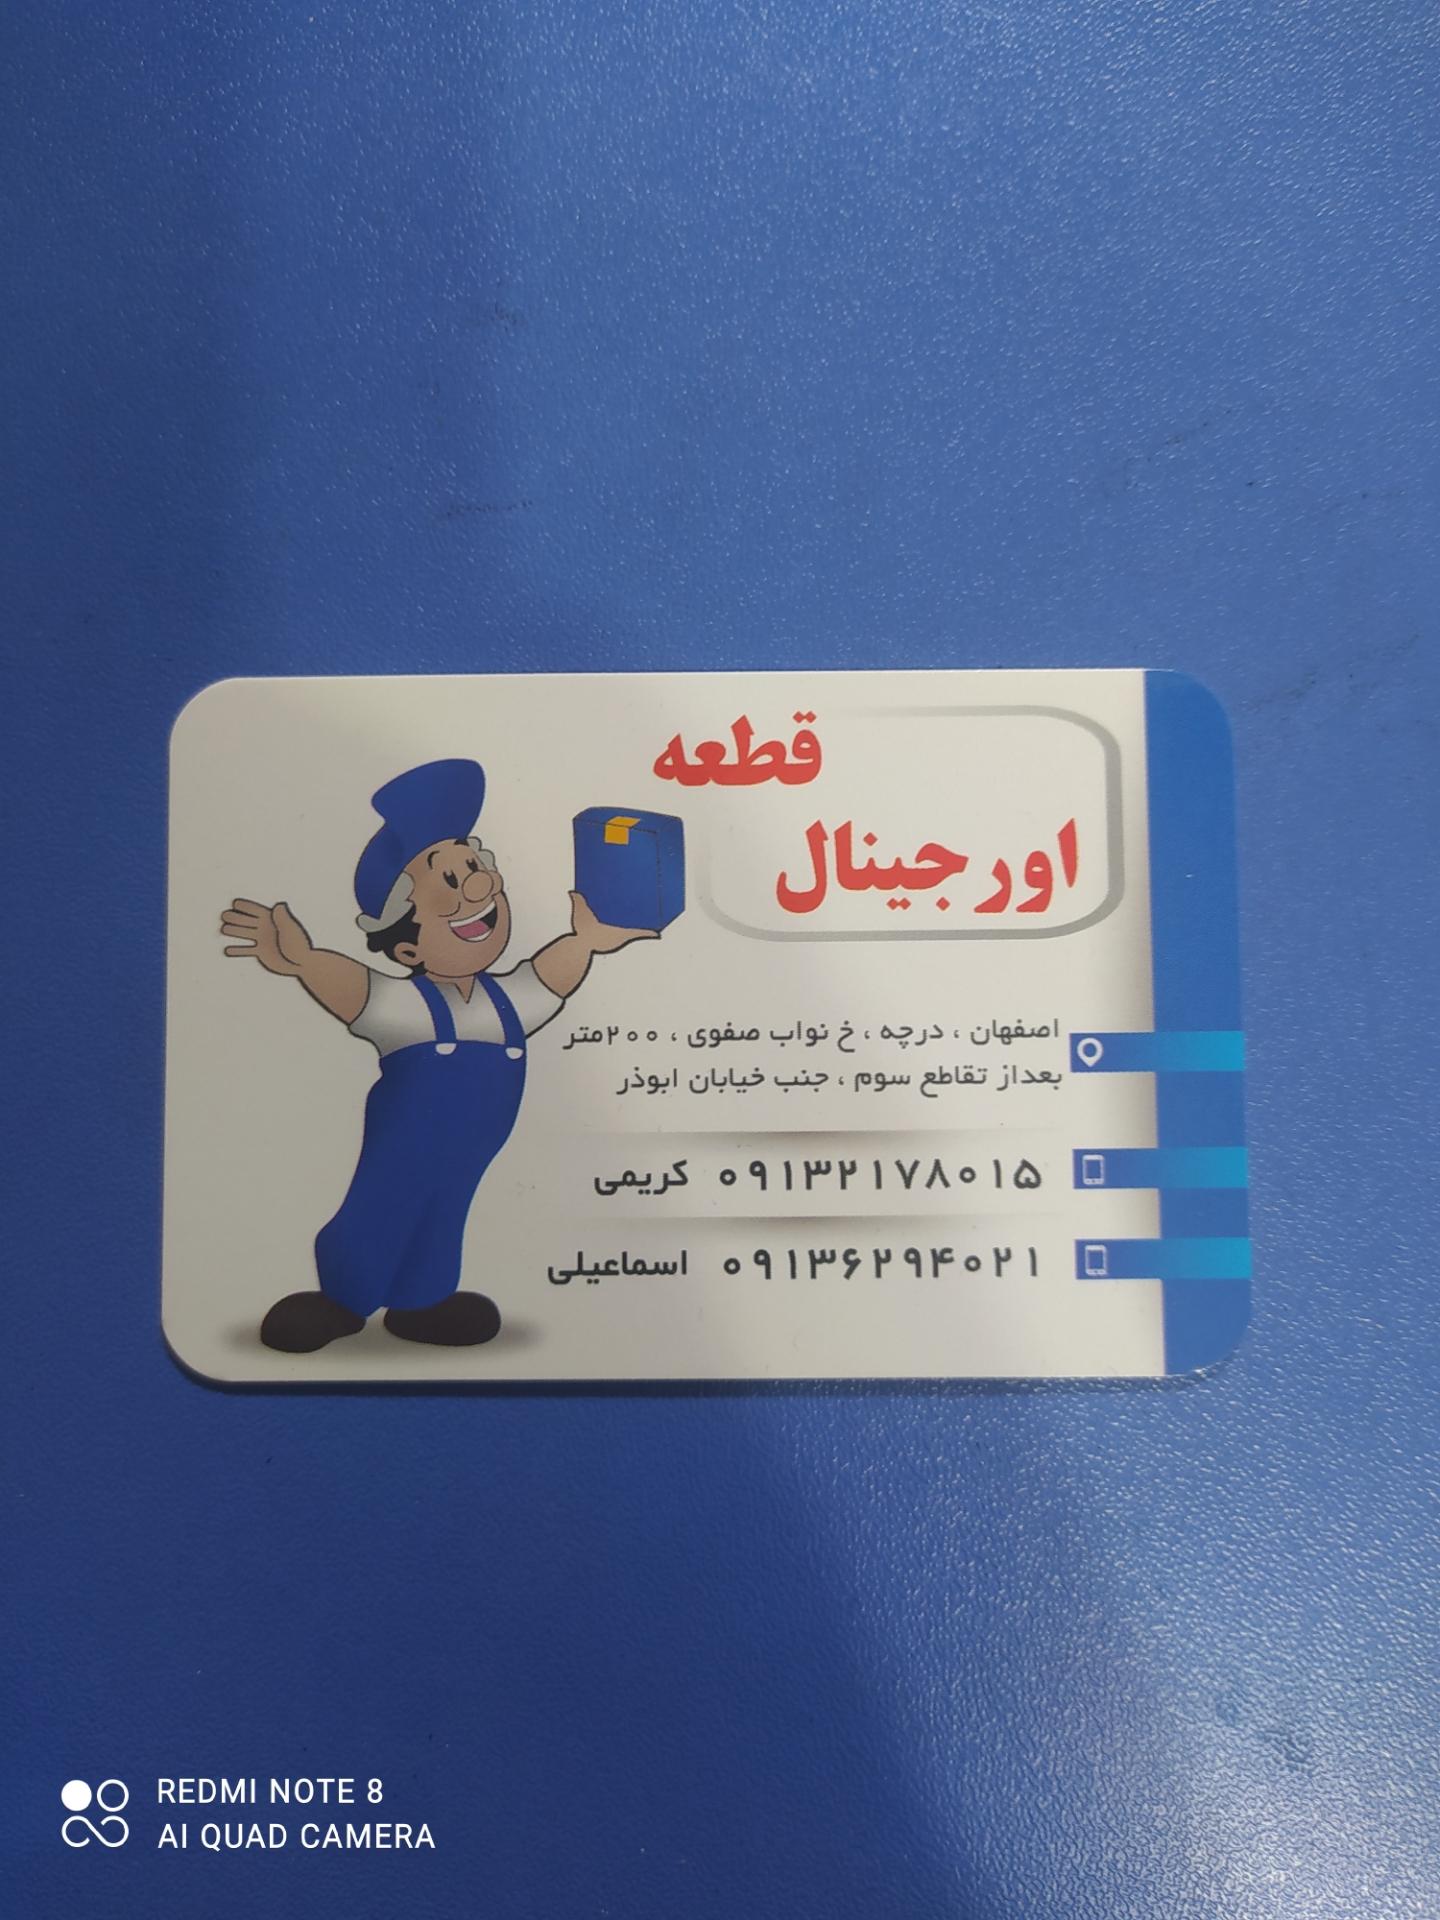 قطعه
اورجینال
اصفهان ، درچه ، خ نواب صفوی ، ۲۰۰متر
بعداز تقاطع سوم ، جنب خیابان ابوذر
۰۹۱۳۲۱۷۸۰۱۵ کریمی
۰۹۱۳۶۲۹۴۰۲۱ اسماعیلی
REDMI NOTE 8
AI QUAD CAMERA